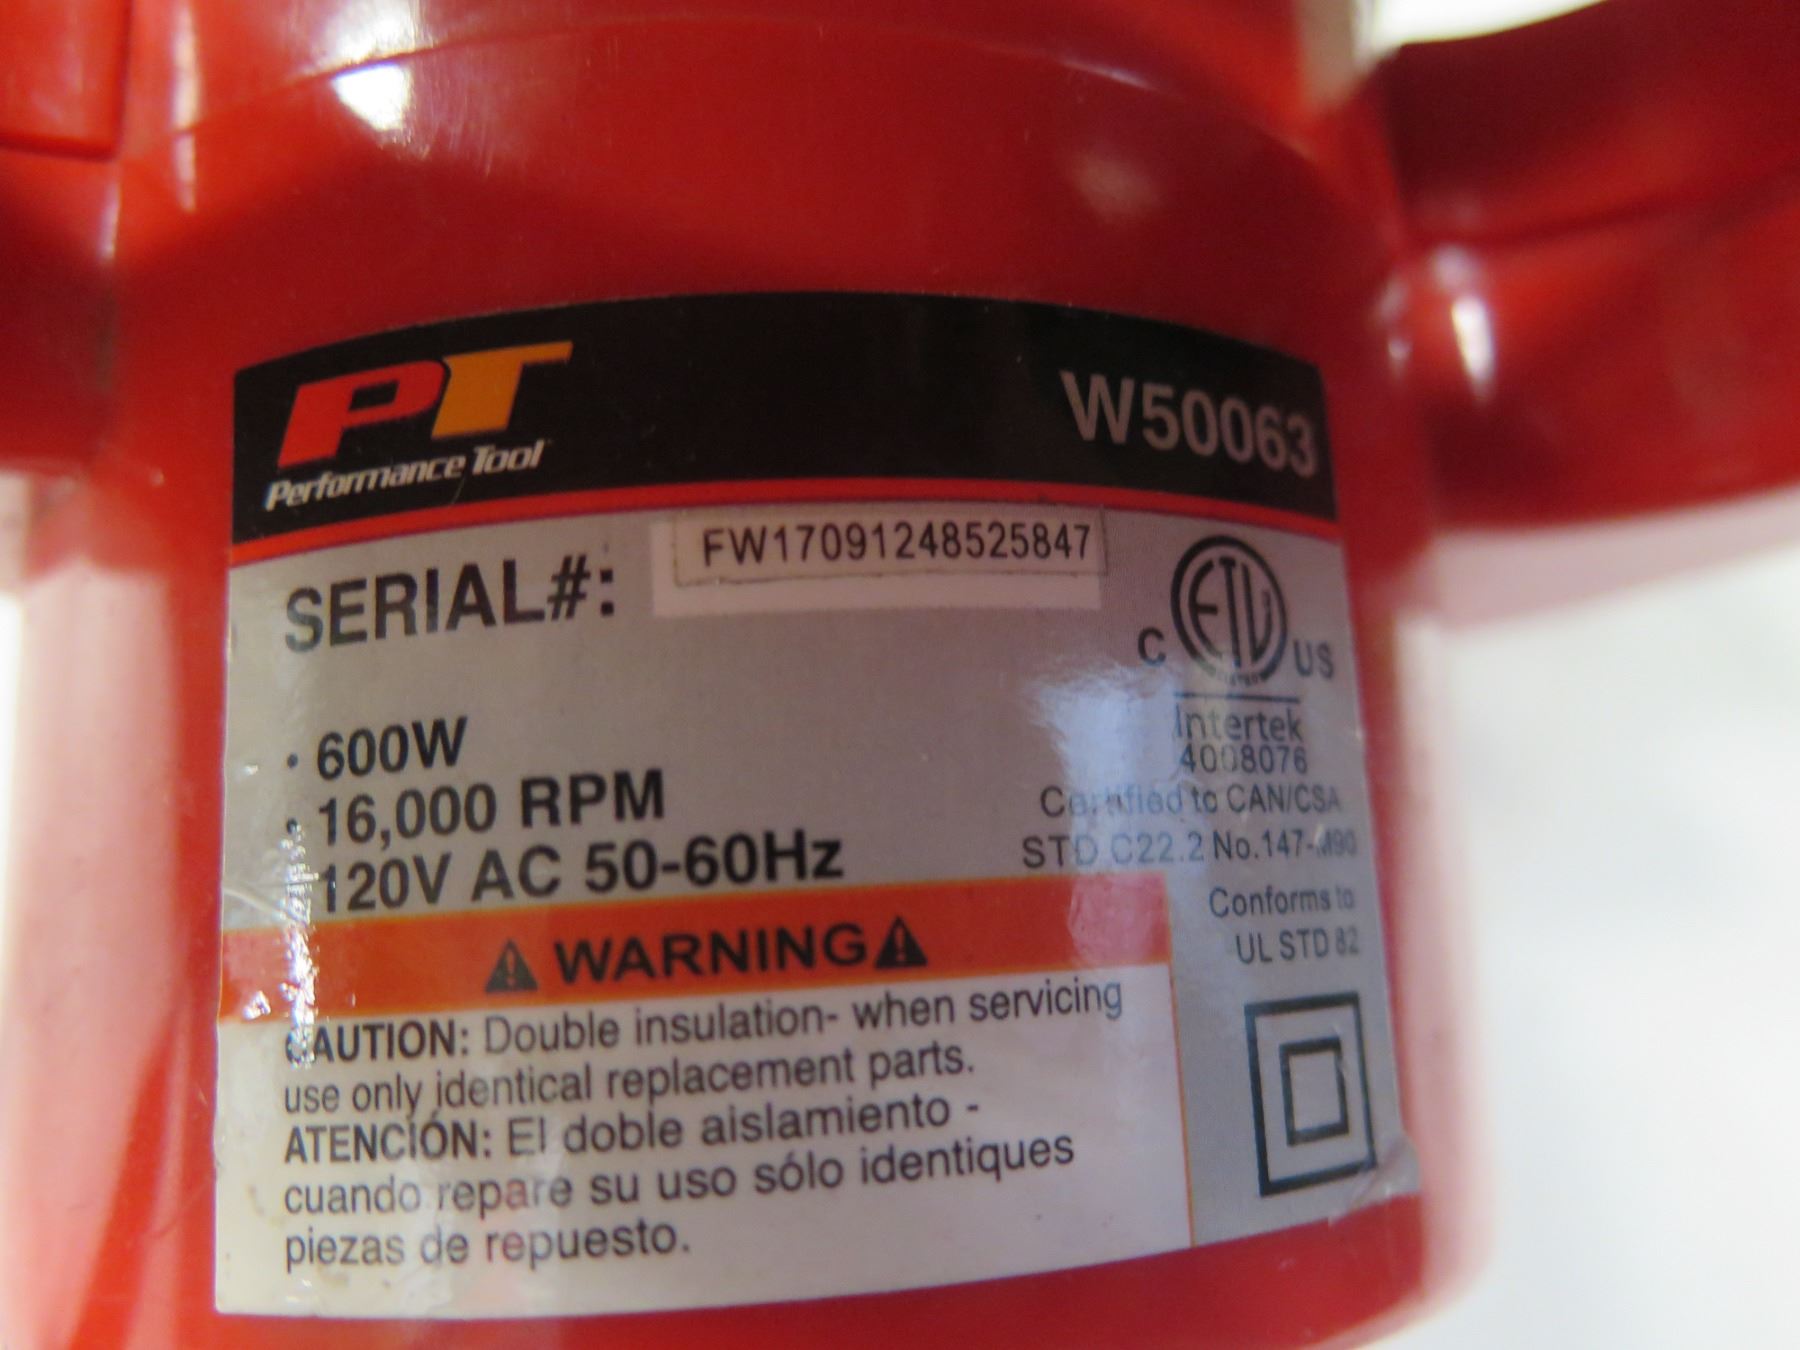 PT
Performance Tool
W50063
SERIAL#: FW17091248525847
C ETL US
Intertek
4008076
Certified to CAN/CSA
STD C22.2 No.147-M90
Conforms to
UL STD 82
• 600W
• 16,000 RPM
120V AC 50-60Hz
WARNING
CAUTION: Double insulation- when servicing
use only identical replacement parts.
ATENCIÓN: El doble aislamiento -
cuando repare su uso sólo identiques
piezas de repuesto.